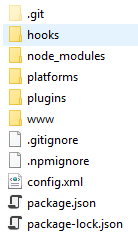 .git
hooks
node_modules
platforms
plugins
www
.gitignore
.npmignore
config.xml
package.json
package-lock.json